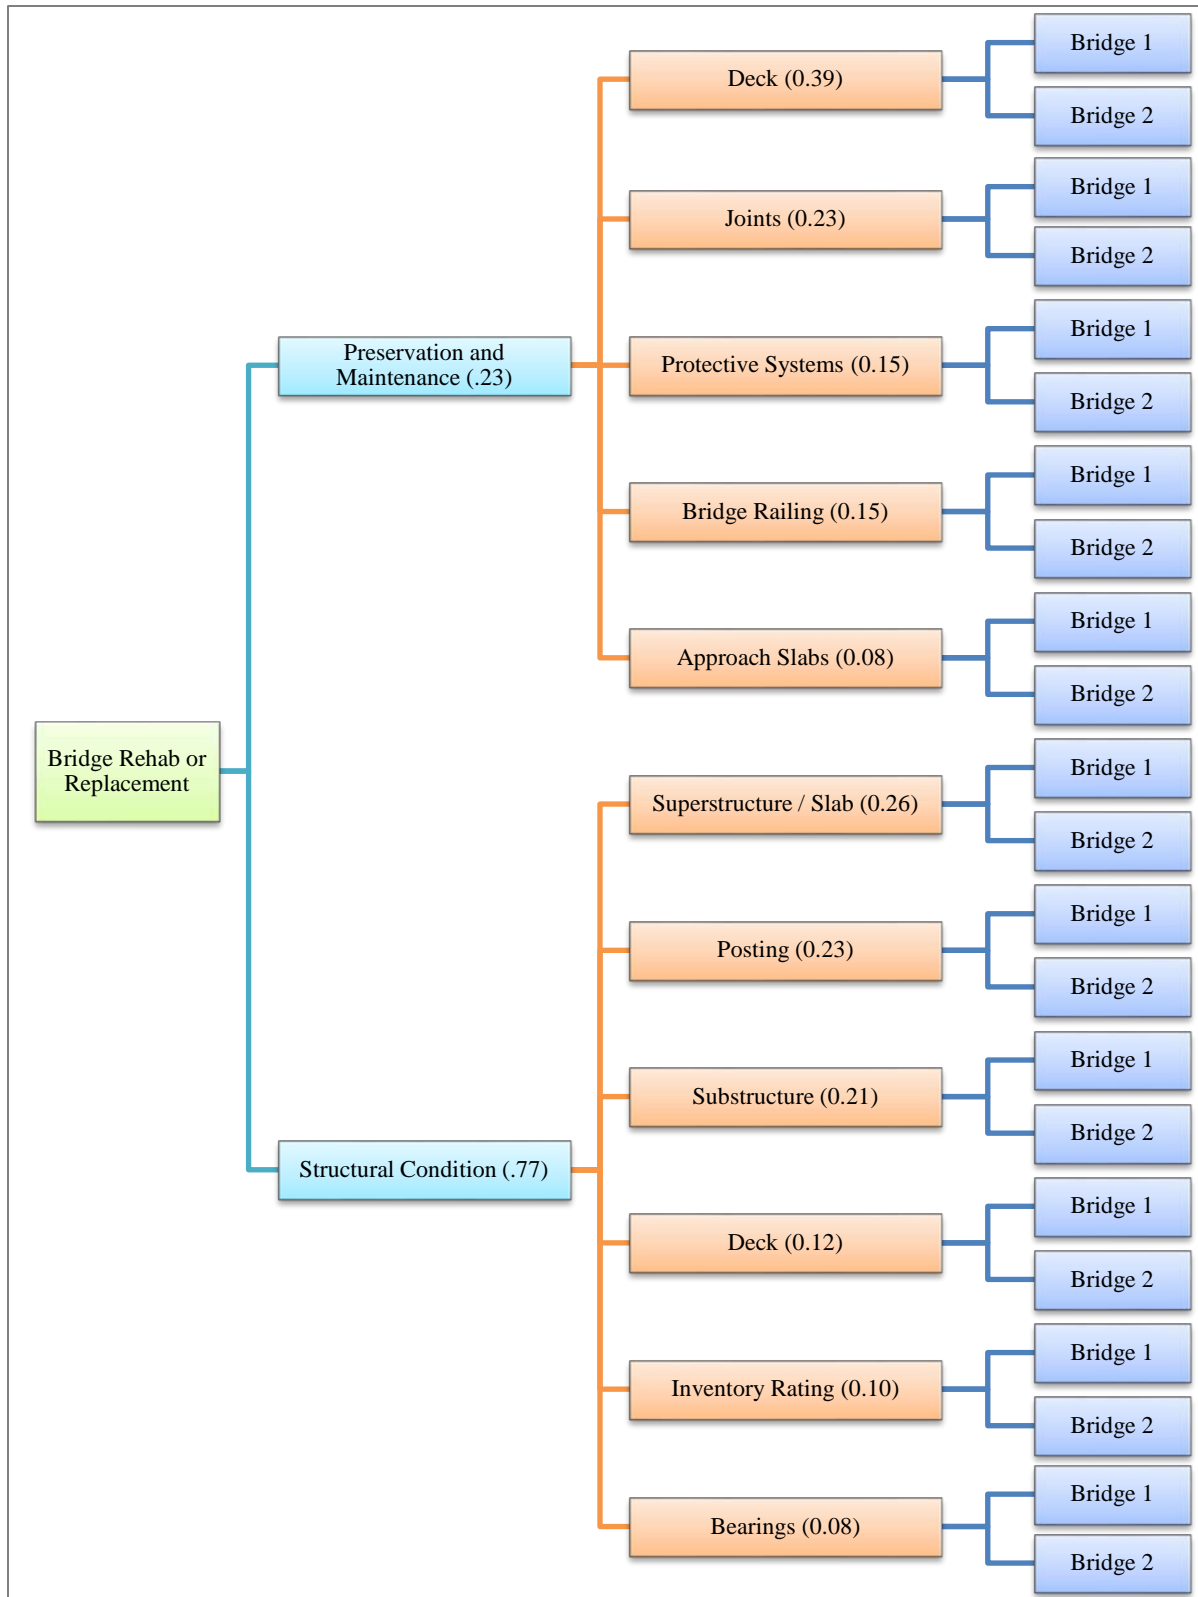 Bridge Rehab or
Replacement
Preservation and
Maintenance (.23)
Deck (0.39)
Bridge 1
Bridge 2
Joints (0.23)
Bridge 1
Bridge 2
Protective Systems (0.15)
Bridge 1
Bridge 2
Bridge Railing (0.15)
Bridge 1
Bridge 2
Approach Slabs (0.08)
Bridge 1
Bridge 2
Structural Condition (.77)
Superstructure / Slab (0.26)
Bridge 1
Bridge 2
Posting (0.23)
Bridge 1
Bridge 2
Substructure (0.21)
Bridge 1
Bridge 2
Deck (0.12)
Bridge 1
Bridge 2
Inventory Rating (0.10)
Bridge 1
Bridge 2
Bearings (0.08)
Bridge 1
Bridge 2